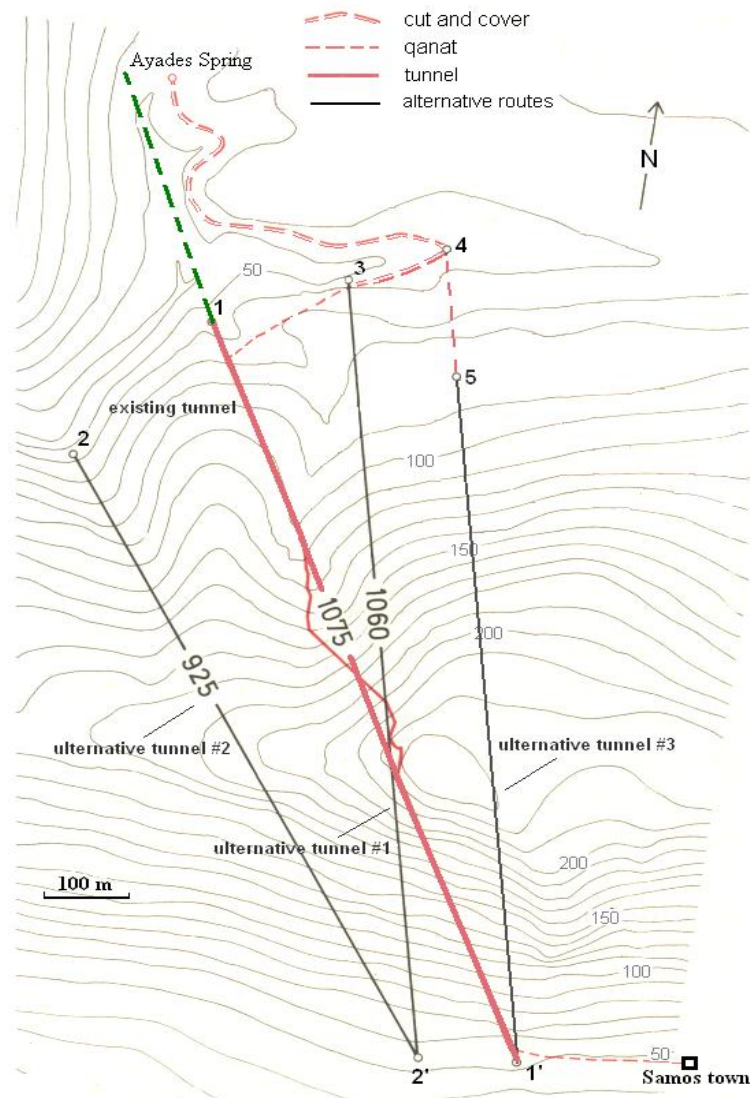 cut and cover
qanat
tunnel
alternative routes
Ayades Spring
N
4
50
3
1
5
existing tunnel
2
100
150
1075
1060
200
925
ulternative tunnel #2
ulternative tunnel #3
ulternative tunnel #1
200
100 m
150
100
50
2'
1'
Samos town